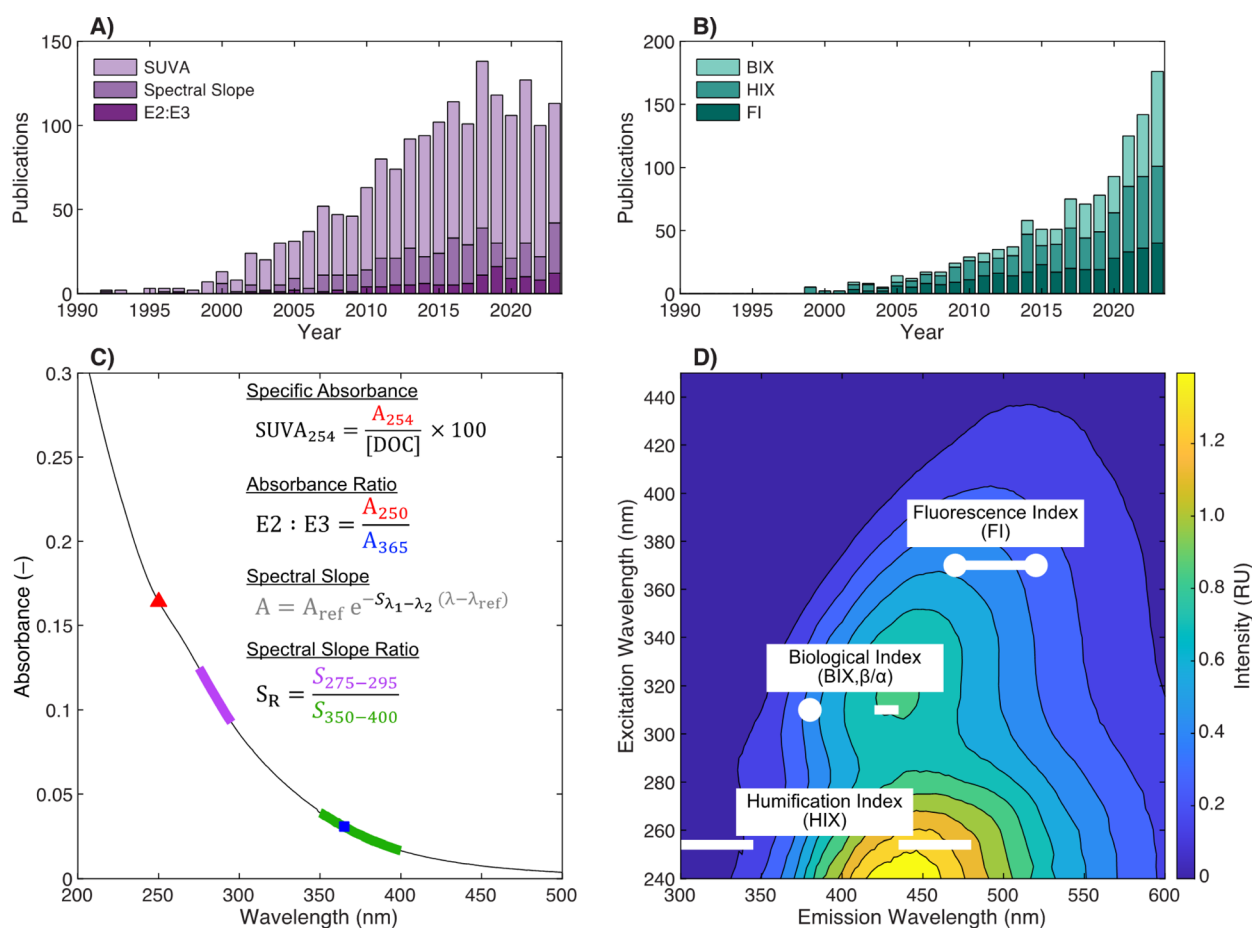 A)
150
100
50
0
Publications
SUVA
Spectral Slope
E2:E3
1990 1995 2000 2005 2010 2015 2020
Year
B)
200
150
100
50
0
Publications
BIX
HIX
FI
1990 1995 2000 2005 2010 2015 2020
Year
C)
0.3
0.25
0.2
0.15
0.1
0.05
0
Absorbance (–)
Specific Absorbance
SUVA254 = A254 / [DOC] × 100
Absorbance Ratio
E2 : E3 = A250 / A365
Spectral Slope
A = Aref e^−Sλ1−λ2 (λ−λref)
Spectral Slope Ratio
SR = S275−295 / S350−400
200 250 300 350 400 450 500
Wavelength (nm)
D)
440
420
400
380
360
340
320
300
280
260
240
Excitation Wavelength (nm)
Fluorescence Index
(FI)
Biological Index
(BIX,β/α)
Humification Index
(HIX)
300 350 400 450 500 550 600
Emission Wavelength (nm)
1.2
1.0
0.8
0.6
0.4
0.2
0
Intensity (RU)